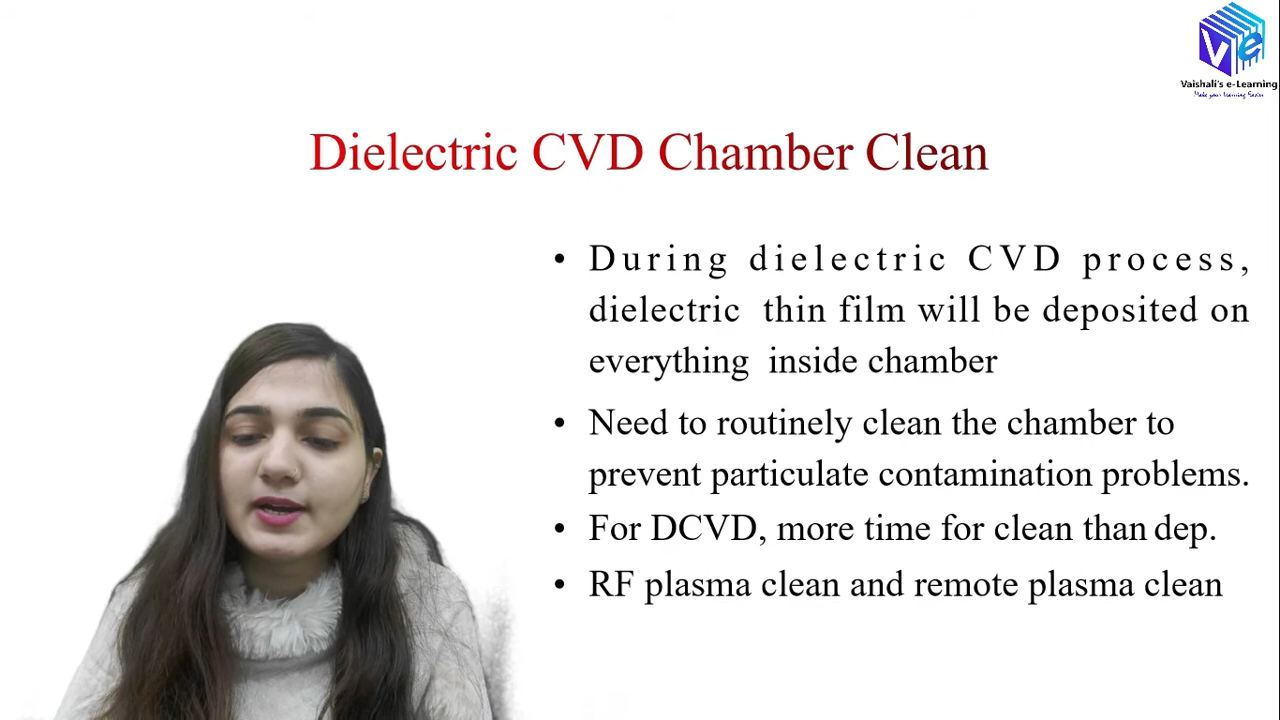 Vaishali's e-Learning
Make your Learning Easier
Dielectric CVD Chamber Clean
• During dielectric CVD process,
dielectric thin film will be deposited on
everything inside chamber
• Need to routinely clean the chamber to
prevent particulate contamination problems.
• For DCVD, more time for clean than dep.
• RF plasma clean and remote plasma clean